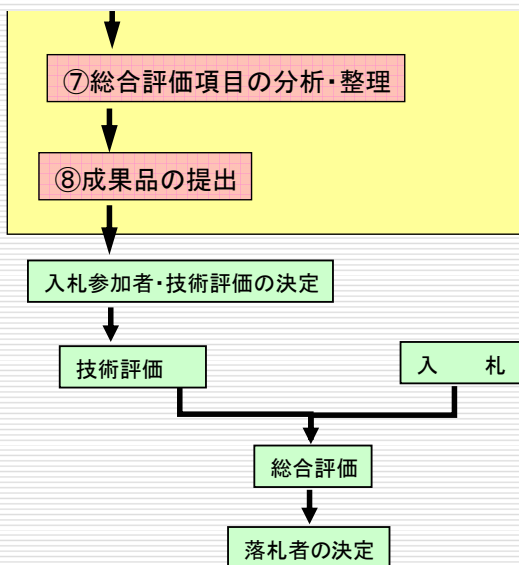 ⑦総合評価項目の分析・整理
⑧成果品の提出
入札参加者・技術評価の決定
技術評価
入　札
総合評価
落札者の決定